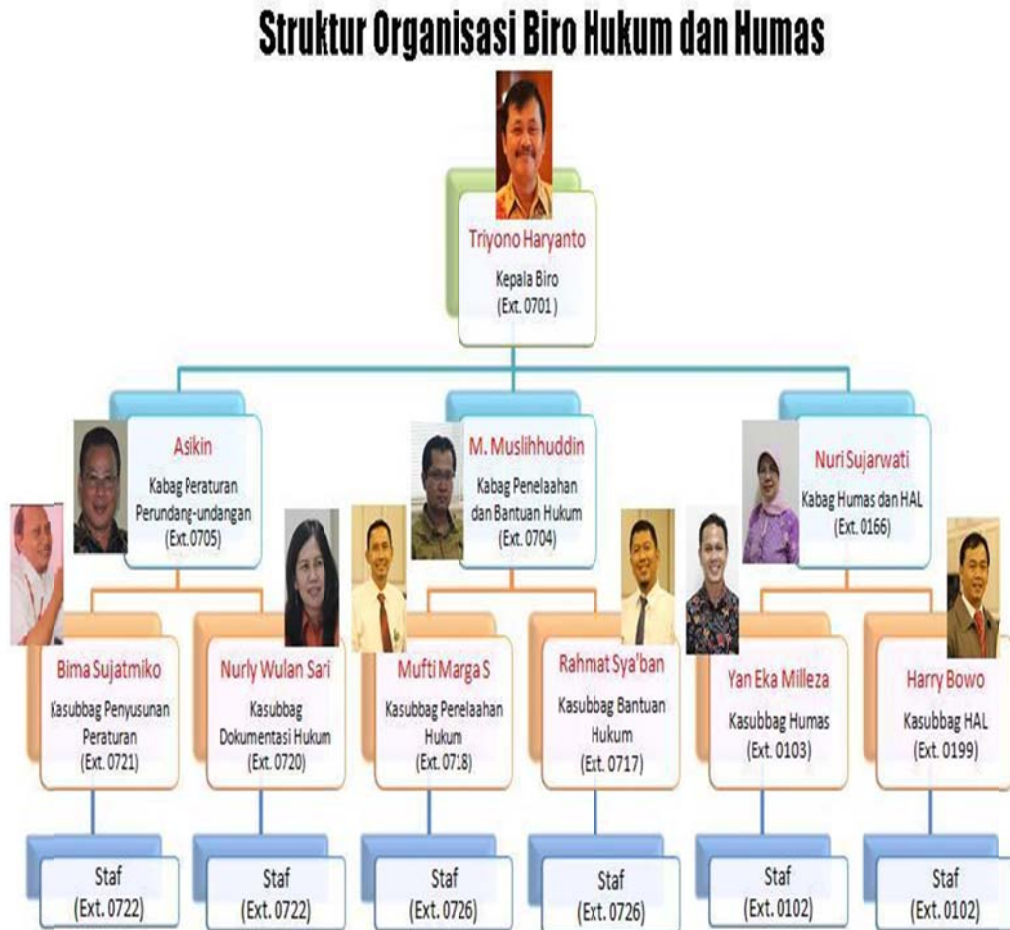 Struktur Organisasi Biro Hukum dan Humas
Triyono Haryanto
Kepala Biro
(Ext. 0701)
Asikin
Kabag Peraturan
Perundang-undangan
(Ext.0705)
M. Muslihhuddin
Kabag Penelaahan
dan Bantuan Hukum
(Ext. 0704)
Nuri Sujarwati
Kabag Humas dan HAL
(Ext. 0166)
Bima Sujatmiko
Kasubbag Penyusunan
Peraturan
(Ext. 0721)
Nurly Wulan Sari
Kasubbag
Dokumentasi Hukum
(Ext. 0720)
Mufti Marga S
Kasubbag Perelaahan
Hukum
(Ext. 0718)
Rahmat Sya'ban
Kasubbag Bantuan
Hukum
(Ext. 0717)
Yan Eka Milleza
Kasubbag Humas
(Ext. 0103)
Harry Bowo
Kasubbag HAL
(Ext. 0199)
Staf
(Ext. 0722)
Staf
(Ext. 0722)
Staf
(Ext. 0726)
Staf
(Ext. 0726)
Staf
(Ext. 0102)
Staf
(Ext. 0102)